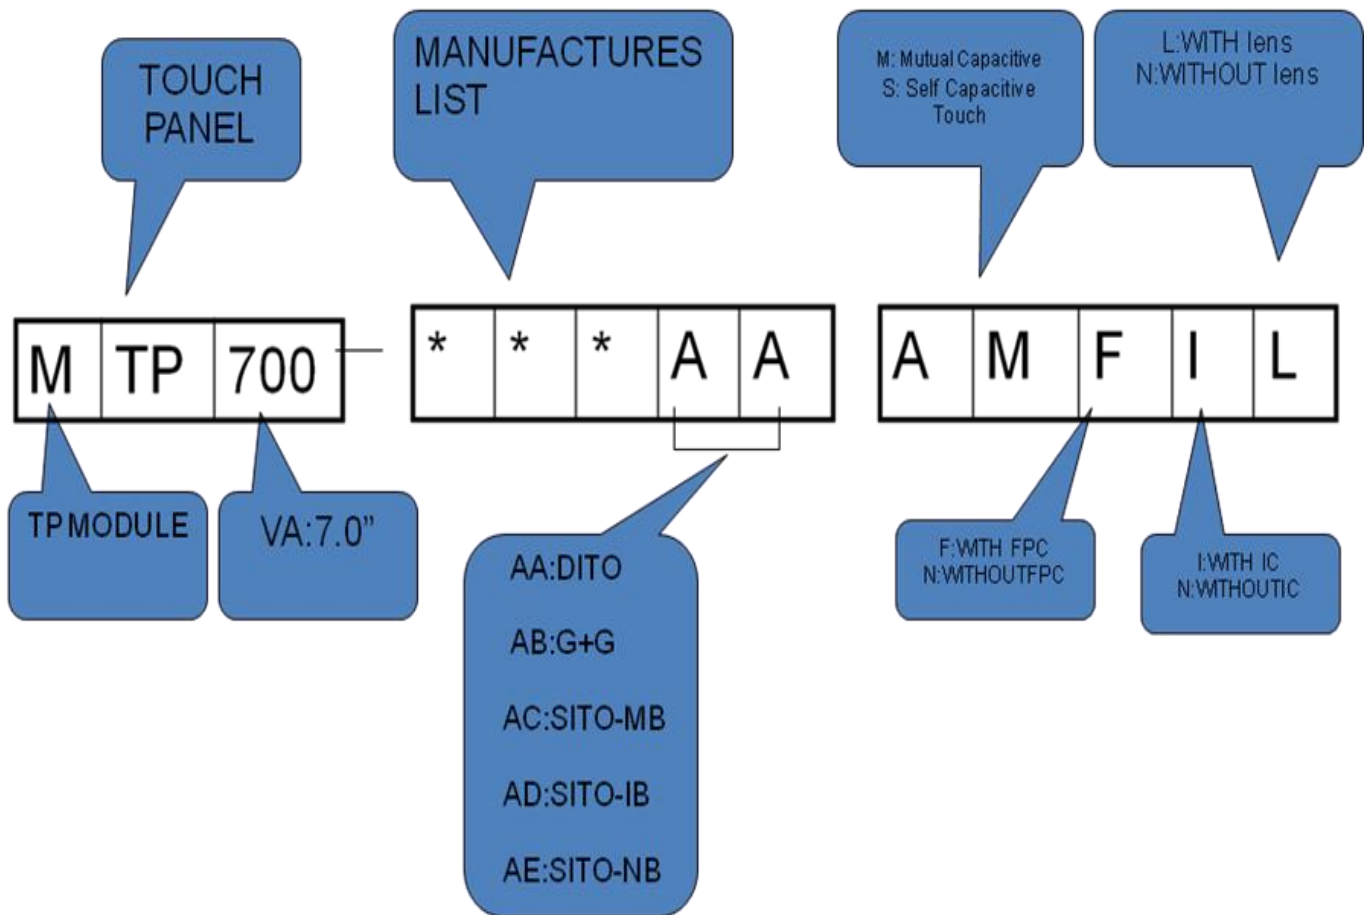 TOUCH
PANEL
MANUFACTURES
LIST
M: Mutual Capacitive
S: Self Capacitive
Touch
L:WITH lens
N:WITHOUT lens
M TP 700 — * * * A A A M F I L
TP MODULE
VA:7.0”
AA:DITO
AB:G+G
AC:SITO-MB
AD:SITO-IB
AE:SITO-NB
F:WITH FPC
N:WITHOUTFPC
I:WITH IC
N:WITHOUTIC